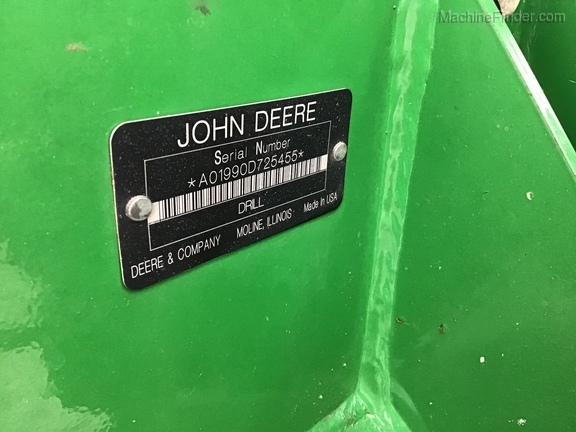 MachineFinder.com
JOHN DEERE
Serial Number
*A01990D725455*
DRILL
DEERE & COMPANY MOLINE, ILLINOIS Made In USA